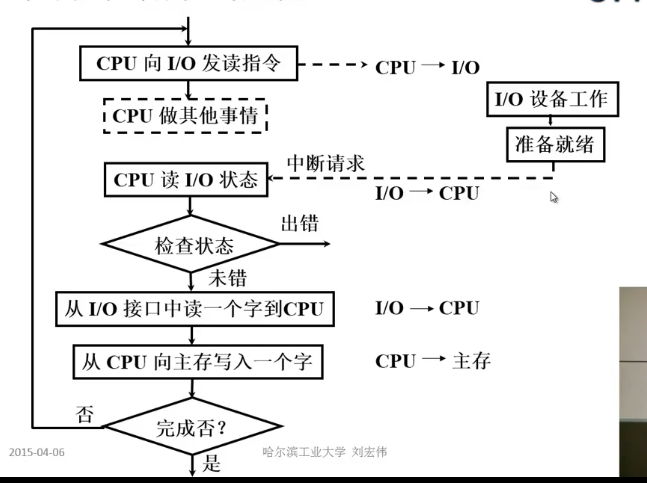 CPU 向 I/O 发读指令
CPU → I/O
I/O 设备工作
CPU 做其他事情
准备就绪
中断请求
CPU 读 I/O 状态
I/O → CPU
出错
检查状态
未错
从 I/O 接口中读一个字到CPU
I/O → CPU
从 CPU 向主存写入一个字
CPU → 主存
否
完成否?
2015-04-06
哈尔滨工业大学 刘宏伟
是